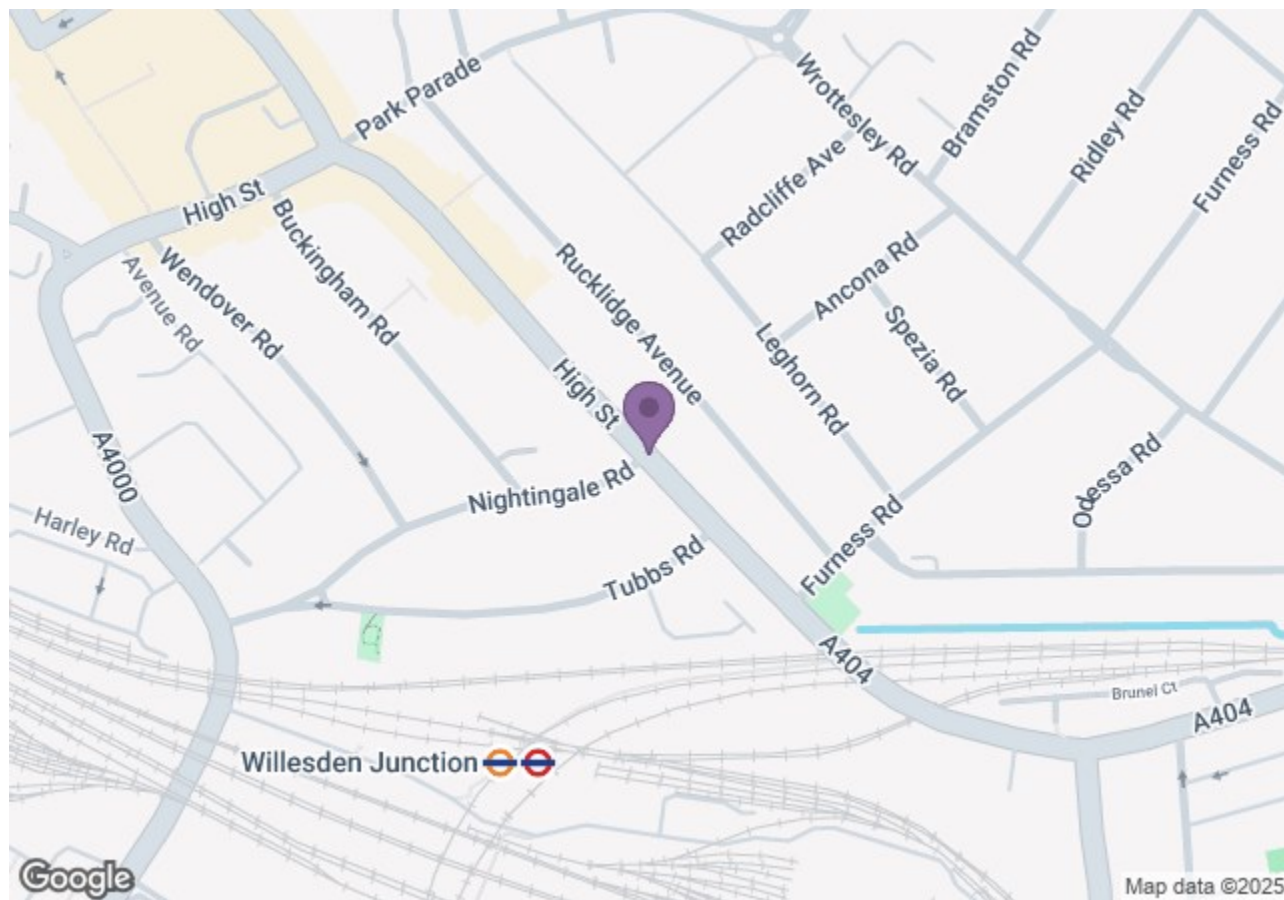 Park Parade
Wrottesley Rd
Bramston Rd
Ridley Rd
Furness Rd
Radcliffe Ave
High St
Buckingham Rd
Wendover Rd
Avenue Rd
Rucklidge Avenue
Ancona Rd
Spezia Rd
Leghorn Rd
High St
A4000
Nightingale Rd
Odessa Rd
Harley Rd
Furness Rd
Tubbs Rd
A404
Brunel Ct
A404
Willesden Junction
Google
Map data ©2025